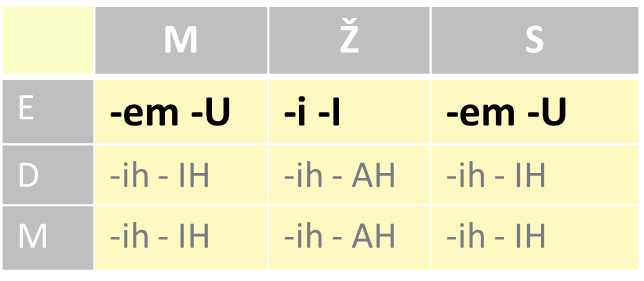 M Ž S
E -em -U -i -I -em -U
D -ih - IH -ih - AH -ih - IH
M -ih - IH -ih - AH -ih - IH